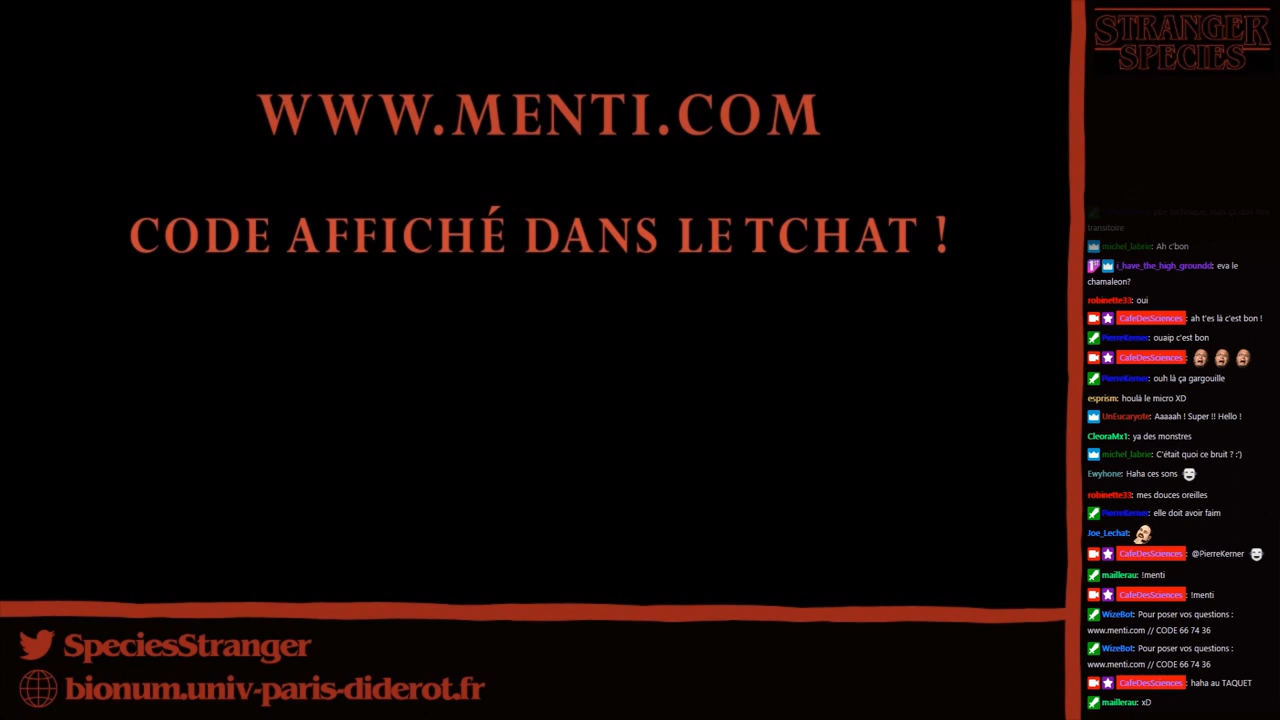 WWW.MENTI.COM
CODE AFFICHÉ DANS LE TCHAT !
SpeciesStranger
bionum.univ-paris-diderot.fr
STRANGER
SPECIES
transitoire
michel_labrie: Ah c'bon
i_have_the_high_groundd: eva le
chamaleon?
robinette33: oui
CafeDesSciences : ah t'es là c'est bon !
PierreKerner: ouaip c'est bon
CafeDesSciences :
PierreKerner: ouh là ça gargouille
esprism: houlà le micro XD
UnEucaryote: Aaaaah ! Super !! Hello !
CleoraMx1: ya des monstres
michel_labrie: C'était quoi ce bruit ? :')
Ewyhone: Haha ces sons
robinette33: mes douces oreilles
PierreKerner: elle doit avoir faim
Joe_Lechat:
CafeDesSciences : @PierreKerner
maillerau: !menti
CafeDesSciences : !menti
WizeBot: Pour poser vos questions :
www.menti.com // CODE 66 74 36
WizeBot: Pour poser vos questions :
www.menti.com // CODE 66 74 36
CafeDesSciences : haha au TAQUET
maillerau: xD